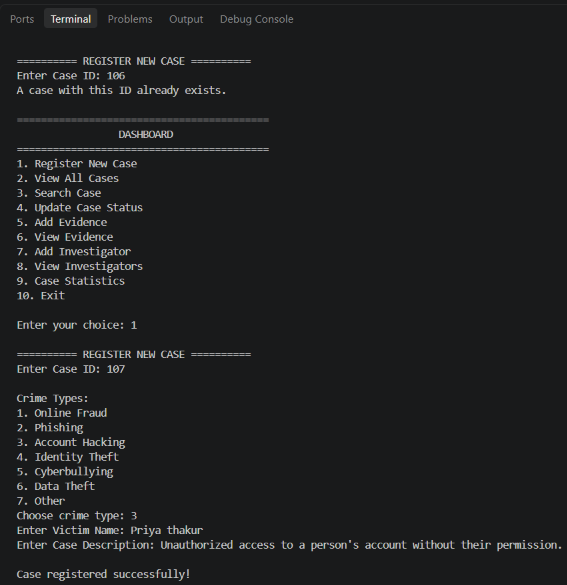 Ports Terminal Problems Output Debug Console
========== REGISTER NEW CASE ==========
Enter Case ID: 106
A case with this ID already exists.
==========================================
DASHBOARD
==========================================
1. Register New Case
2. View All Cases
3. Search Case
4. Update Case Status
5. Add Evidence
6. View Evidence
7. Add Investigator
8. View Investigators
9. Case Statistics
10. Exit
Enter your choice: 1
========== REGISTER NEW CASE ==========
Enter Case ID: 107
Crime Types:
1. Online Fraud
2. Phishing
3. Account Hacking
4. Identity Theft
5. Cyberbullying
6. Data Theft
7. Other
Choose crime type: 3
Enter Victim Name: Priya thakur
Enter Case Description: Unauthorized access to a person's account without their permission.
Case registered successfully!